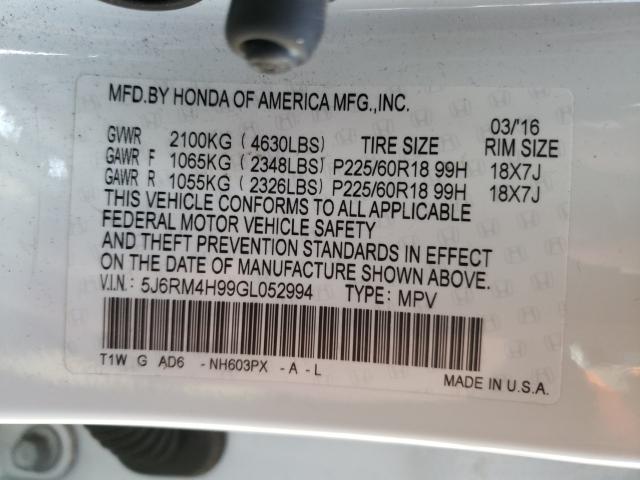 MFD. BY HONDA OF AMERICA MFG., INC. 03/'16
GVWR 2100KG (4630LBS) TIRE SIZE RIM SIZE
GAWR F 1065KG (2348LBS) P225/60R18 99H 18X7J
GAWR R 1055KG (2326LBS) P225/60R18 99H 18X7J
THIS VEHICLE CONFORMS TO ALL APPLICABLE
FEDERAL MOTOR VEHICLE SAFETY
AND THEFT PREVENTION STANDARDS IN EFFECT
ON THE DATE OF MANUFACTURE SHOWN ABOVE.
V.I.N.: 5J6RM4H99GL052994 TYPE: MPV
T1W G AD6 -NH603PX -A-L
MADE IN U.S.A.